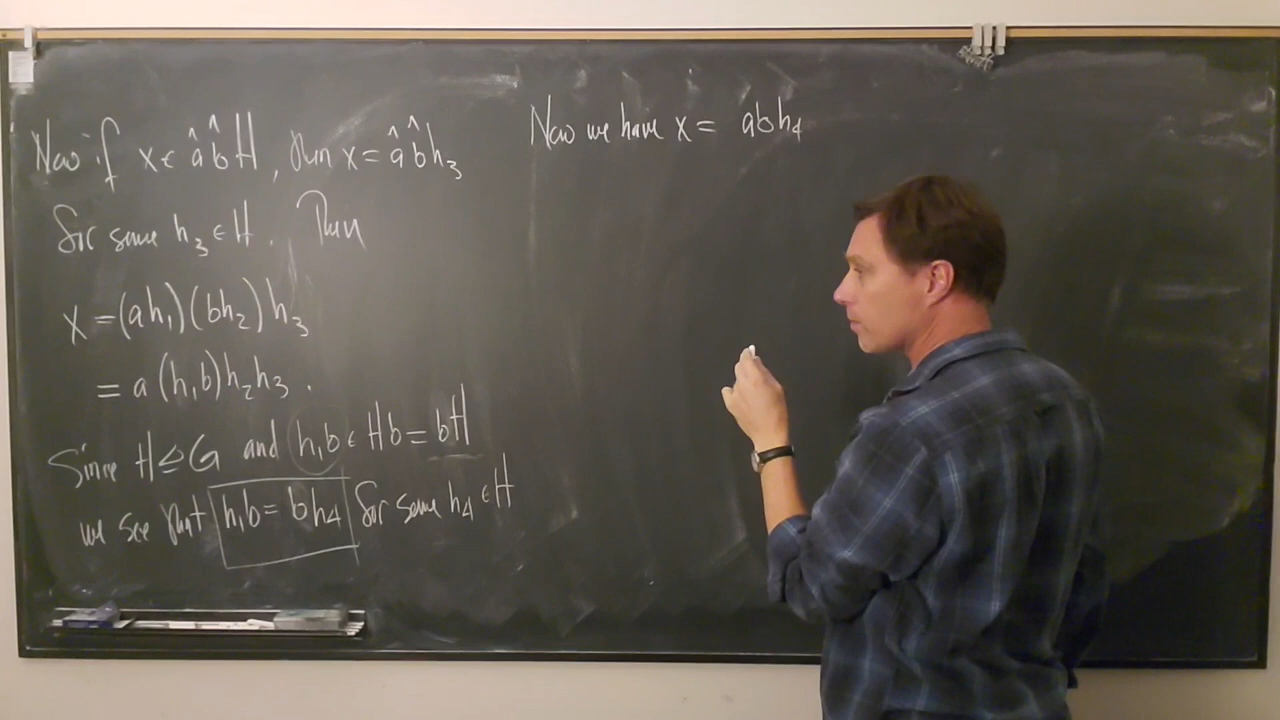 Now if x ∈ âb̂H, then x = âb̂h₃
for some h₃ ∈ H. Then
x = (ah₁)(bh₂)h₃
= a(h₁b)h₂h₃.
Since H ⊴ G and h₁b ∈ Hb = bH
we see that h₁b = bh₄ for some h₄ ∈ H
Now we have x = abh₄